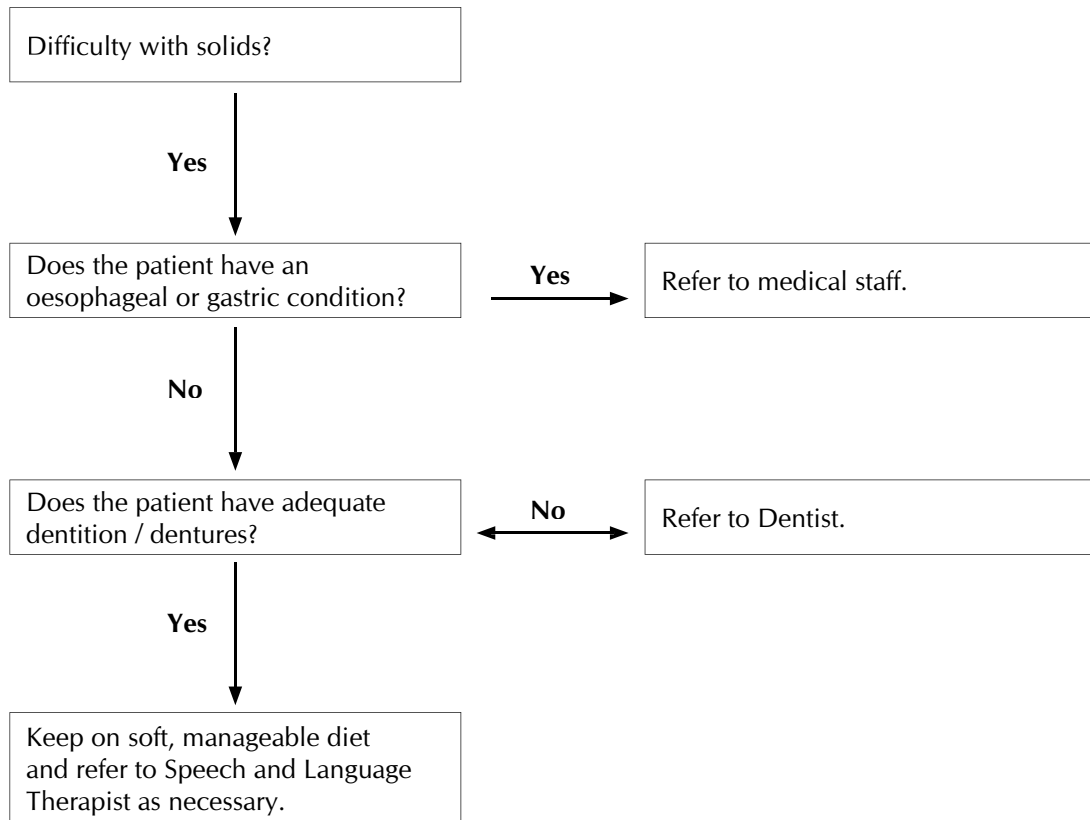 Difficulty with solids?
Yes
Does the patient have an
oesophageal or gastric condition?
Yes
Refer to medical staff.
No
Does the patient have adequate
dentition / dentures?
No
Refer to Dentist.
Yes
Keep on soft, manageable diet
and refer to Speech and Language
Therapist as necessary.